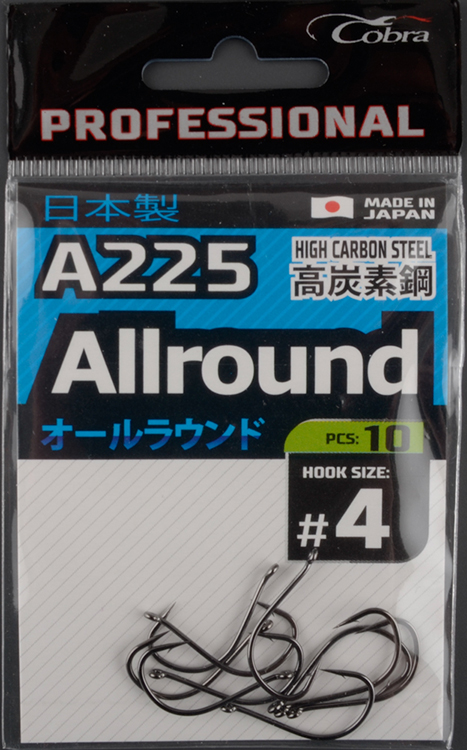 Cobra
PROFESSIONAL
日本製
MADE IN
JAPAN
A225
HIGH CARBON STEEL
高炭素鋼
Allround
オールラウンド
PCS: 10
HOOK SIZE:
#4